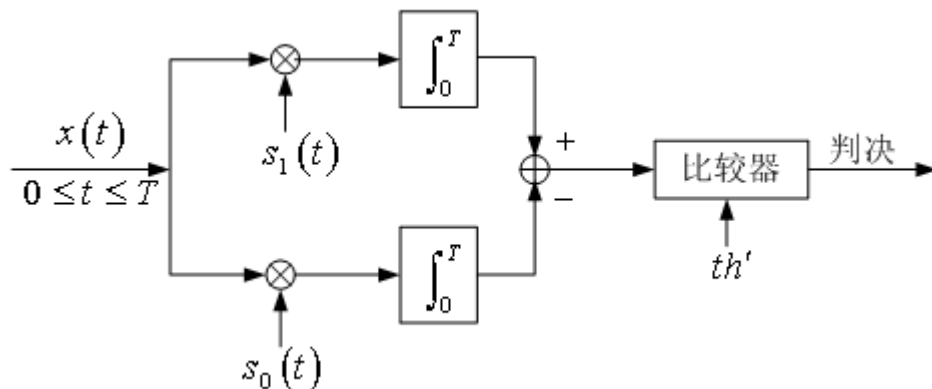 x(t)
0 ≤ t ≤ T
s₁(t)
∫₀ᵀ
+
−
比较器
判决
th'
s₀(t)
∫₀ᵀ